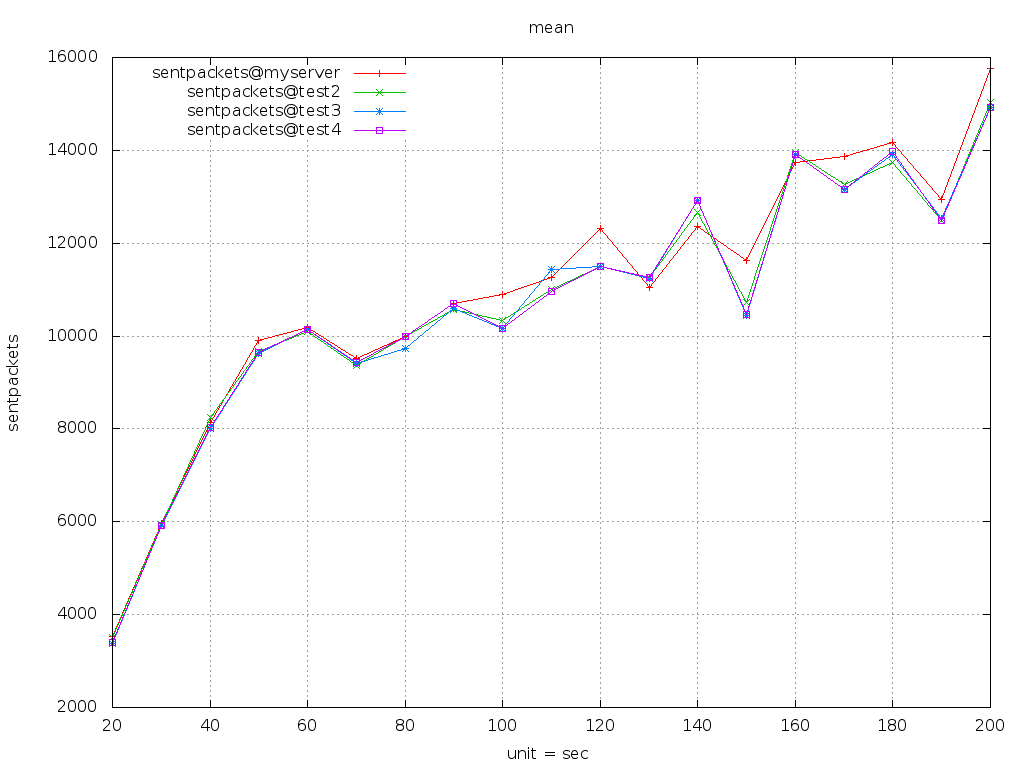 mean
16000
14000
12000
10000
8000
6000
4000
2000
sentpackets
sentpackets@myserver
sentpackets@test2
sentpackets@test3
sentpackets@test4
20 40 60 80 100 120 140 160 180 200
unit = sec